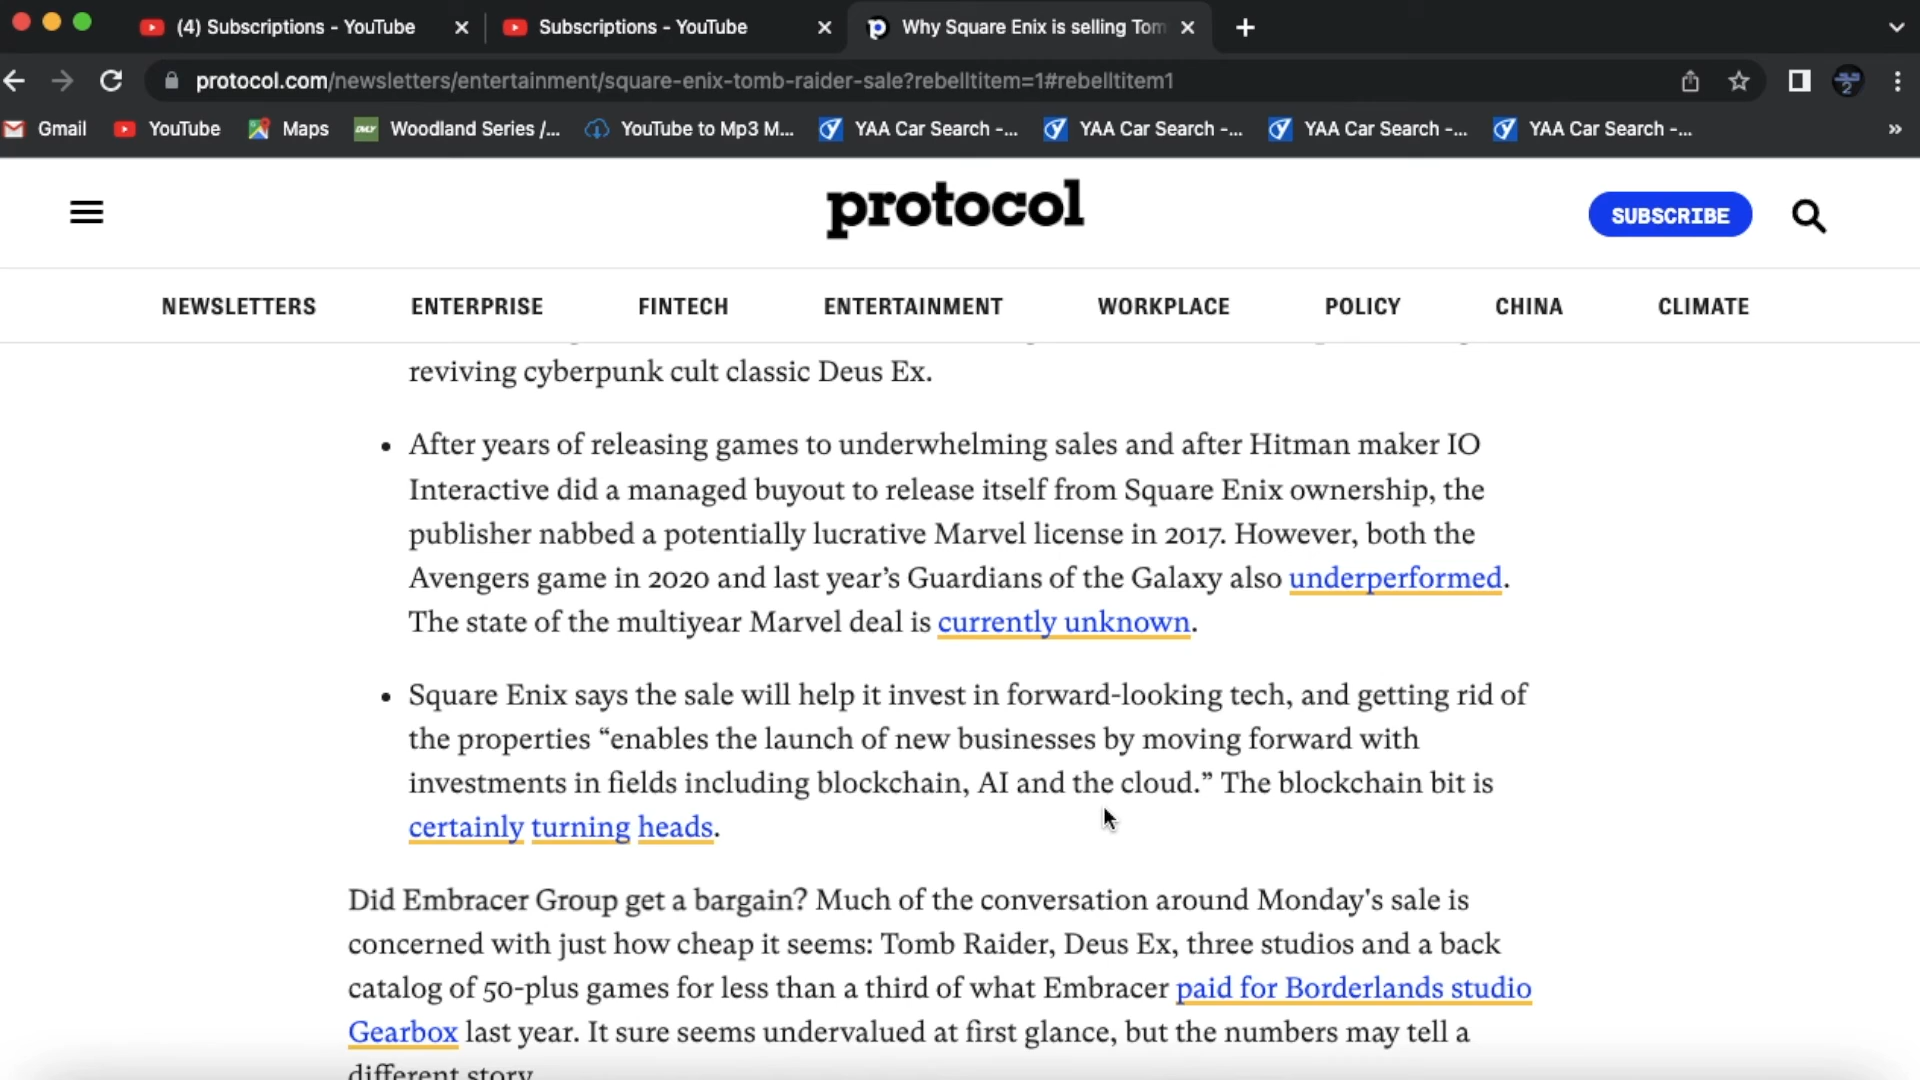 (4) Subscriptions - YouTube
Subscriptions - YouTube
Why Square Enix is selling Tom
protocol.com/newsletters/entertainment/square-enix-tomb-raider-sale?rebelltitem=1#rebelltitem1
Gmail
YouTube
Maps
Woodland Series /...
YouTube to Mp3 M...
YAA Car Search -...
YAA Car Search -...
YAA Car Search -...
YAA Car Search -...
protocol
SUBSCRIBE
NEWSLETTERS
ENTERPRISE
FINTECH
ENTERTAINMENT
WORKPLACE
POLICY
CHINA
CLIMATE
reviving cyberpunk cult classic Deus Ex.
• After years of releasing games to underwhelming sales and after Hitman maker IO
Interactive did a managed buyout to release itself from Square Enix ownership, the
publisher nabbed a potentially lucrative Marvel license in 2017. However, both the
Avengers game in 2020 and last year’s Guardians of the Galaxy also underperformed.
The state of the multiyear Marvel deal is currently unknown.
• Square Enix says the sale will help it invest in forward-looking tech, and getting rid of
the properties “enables the launch of new businesses by moving forward with
investments in fields including blockchain, AI and the cloud.” The blockchain bit is
certainly turning heads.
Did Embracer Group get a bargain? Much of the conversation around Monday's sale is
concerned with just how cheap it seems: Tomb Raider, Deus Ex, three studios and a back
catalog of 50-plus games for less than a third of what Embracer paid for Borderlands studio
Gearbox last year. It sure seems undervalued at first glance, but the numbers may tell a
different story.